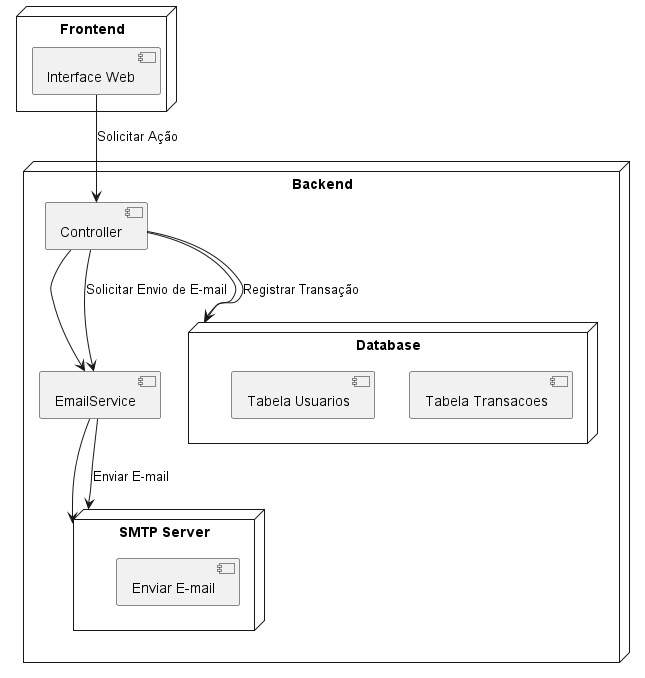 Frontend
Interface Web
Solicitar Ação
Backend
Controller
Solicitar Envio de E-mail
Registrar Transação
Database
Tabela Usuarios
Tabela Transacoes
EmailService
Enviar E-mail
SMTP Server
Enviar E-mail